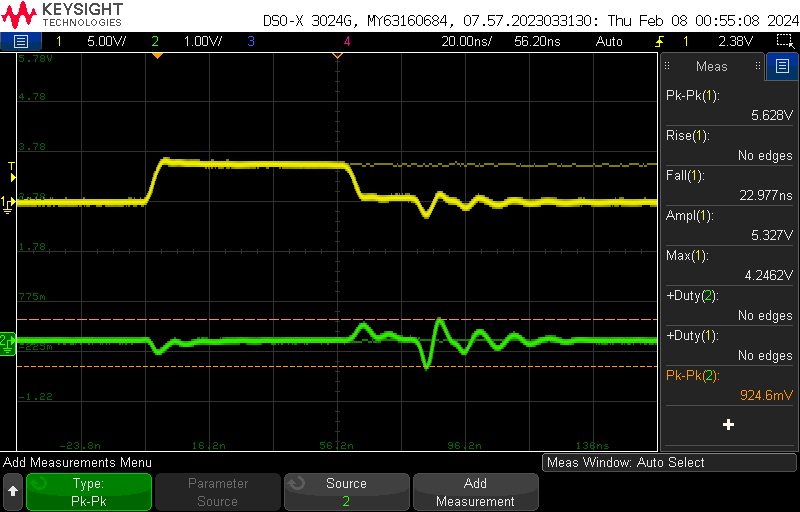 KEYSIGHT
TECHNOLOGIES
DSO-X 3024G, MY63160684, 07.57.2023033130: Thu Feb 08 00:55:08 2024
1 5.00V/ 2 1.00V/ 3 4 20.00ns/ 56.20ns Auto 1 2.38V
5.78V
4.78
3.78
1.78
775m
-225m
-1.22
-23.8n 16.2n 56.2n 96.2n 136ns
T
1
2
Meas
Pk-Pk(1):
5.628V
Rise(1):
No edges
Fall(1):
22.977ns
Ampl(1):
5.327V
Max(1):
4.2462V
+Duty(2):
No edges
+Duty(1):
No edges
Pk-Pk(2):
924.6mV
Add Measurements Menu
Meas Window: Auto Select
Type:
Pk-Pk
Parameter
Source
Source
2
Add
Measurement